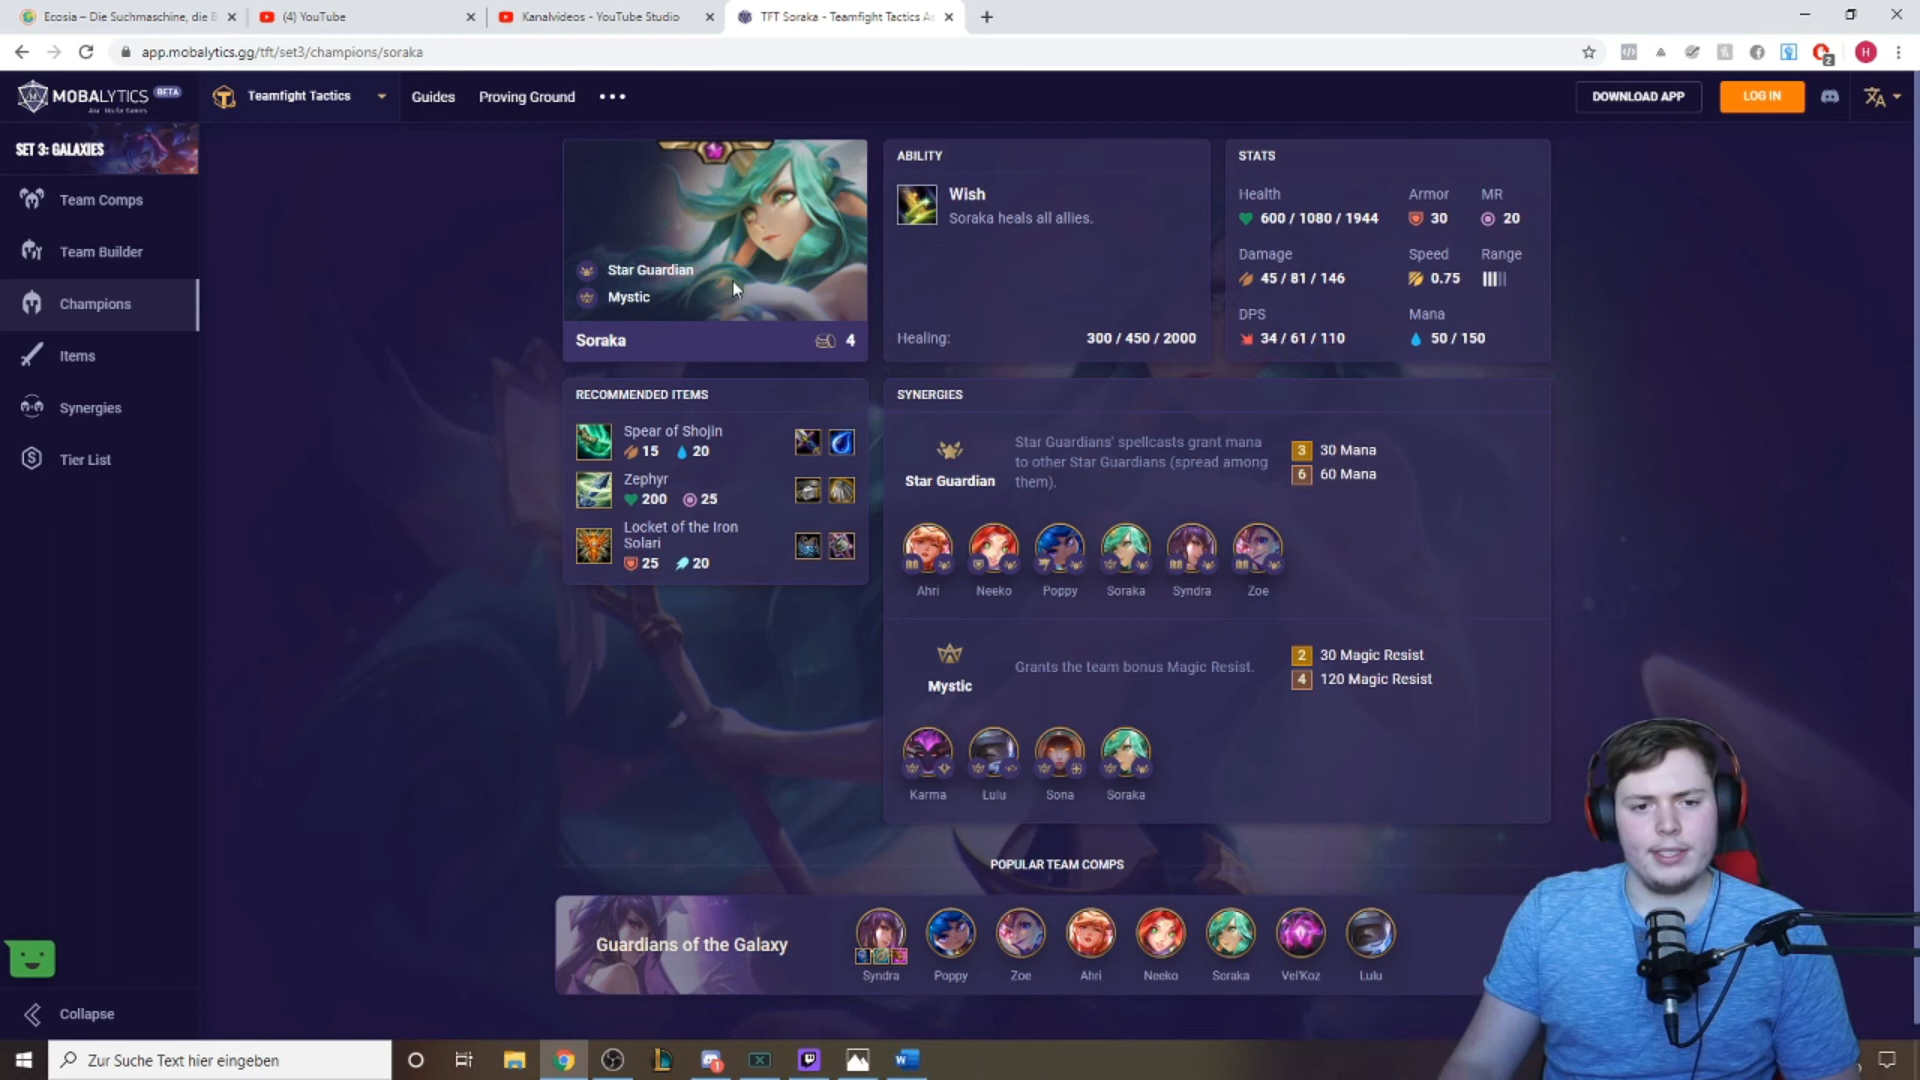 Ecosia – Die Suchmaschine, die B
(4) YouTube
Kanalvideos - YouTube Studio
TFT Soraka - Teamfight Tactics As
app.mobalytics.gg/tft/set3/champions/soraka
2
H
MOBALYTICS BETA
Teamfight Tactics
Guides
Proving Ground
DOWNLOAD APP
LOG IN
SET 3: GALAXIES
Team Comps
Team Builder
Champions
Items
Synergies
Tier List
Collapse
Star Guardian
Mystic
Soraka
4
ABILITY
Wish
Soraka heals all allies.
Healing:
300 / 450 / 2000
STATS
Health
600 / 1080 / 1944
Armor
30
MR
20
Damage
45 / 81 / 146
Speed
0.75
Range
DPS
34 / 61 / 110
Mana
50 / 150
RECOMMENDED ITEMS
Spear of Shojin
15 20
Zephyr
200 25
Locket of the Iron
Solari
25 20
SYNERGIES
Star Guardian
Star Guardians' spellcasts grant mana
to other Star Guardians (spread among
them).
3 30 Mana
6 60 Mana
Ahri
Neeko
Poppy
Soraka
Syndra
Zoe
Mystic
Grants the team bonus Magic Resist.
2 30 Magic Resist
4 120 Magic Resist
Karma
Lulu
Sona
Soraka
POPULAR TEAM COMPS
Guardians of the Galaxy
Syndra
Poppy
Zoe
Ahri
Neeko
Soraka
Vel'Koz
Lulu
Zur Suche Text hier eingeben
1